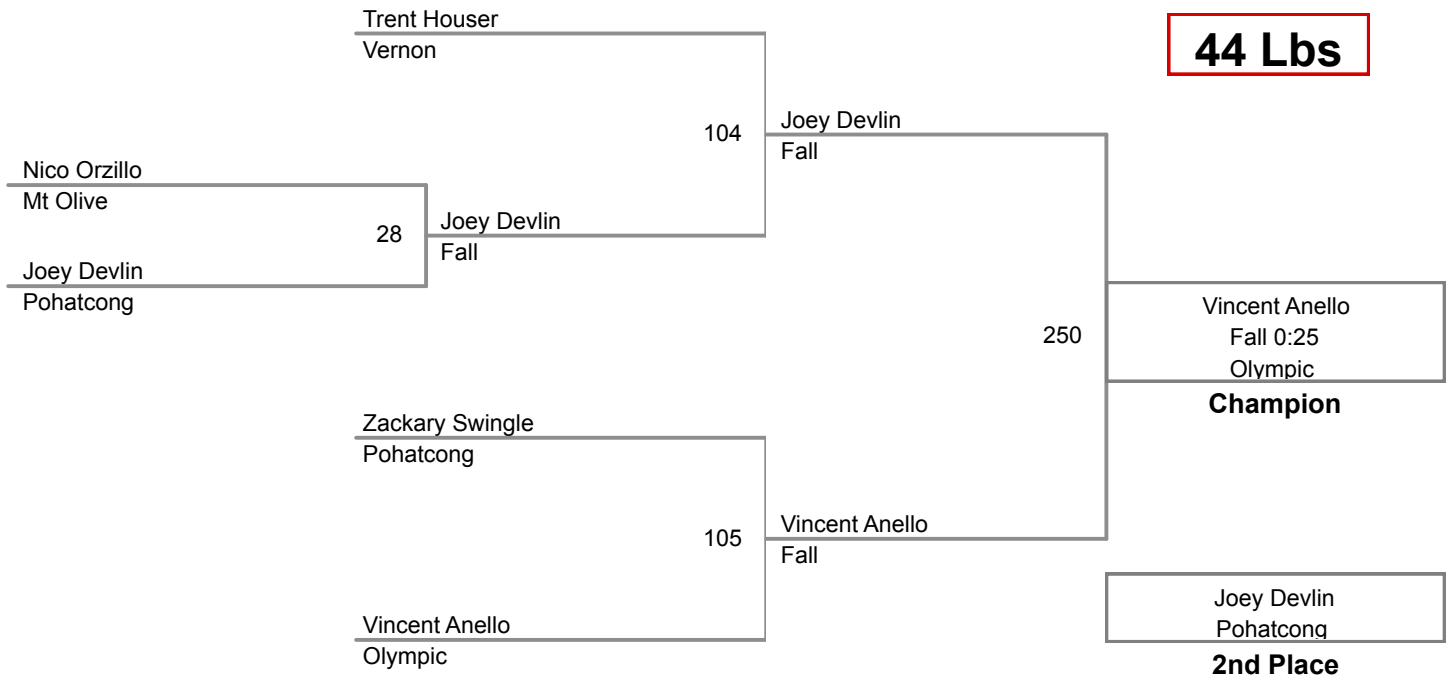 Trent Houser
Vernon
44 Lbs
104
Joey Devlin
Fall
Nico Orzillo
Mt Olive
28
Joey Devlin
Fall
Joey Devlin
Pohatcong
250
Vincent Anello
Fall 0:25
Olympic
Champion
Zackary Swingle
Pohatcong
105
Vincent Anello
Fall
Vincent Anello
Olympic
Joey Devlin
Pohatcong
2nd Place